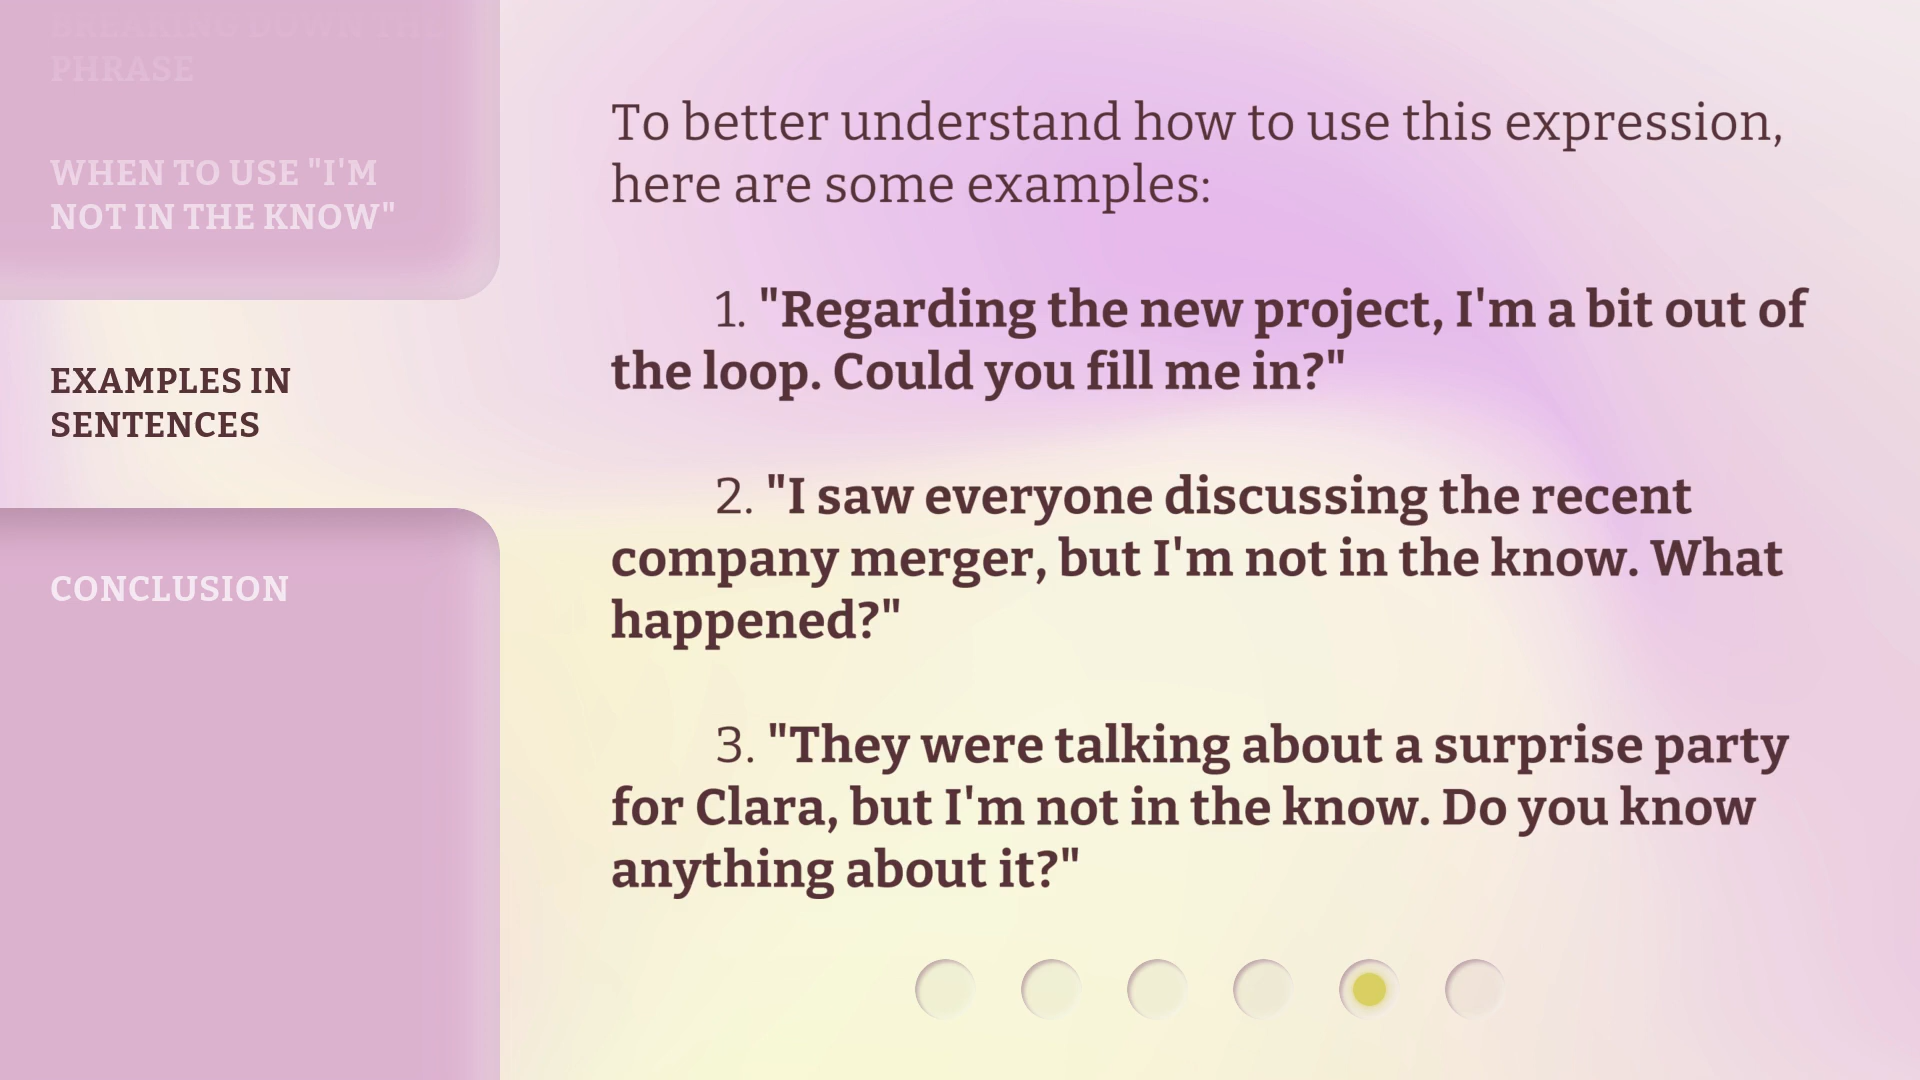 BREAKING DOWN THE
PHRASE
WHEN TO USE "I'M
NOT IN THE KNOW"
EXAMPLES IN
SENTENCES
CONCLUSION
To better understand how to use this expression,
here are some examples:
1. "Regarding the new project, I'm a bit out of
the loop. Could you fill me in?"
2. "I saw everyone discussing the recent
company merger, but I'm not in the know. What
happened?"
3. "They were talking about a surprise party
for Clara, but I'm not in the know. Do you know
anything about it?"